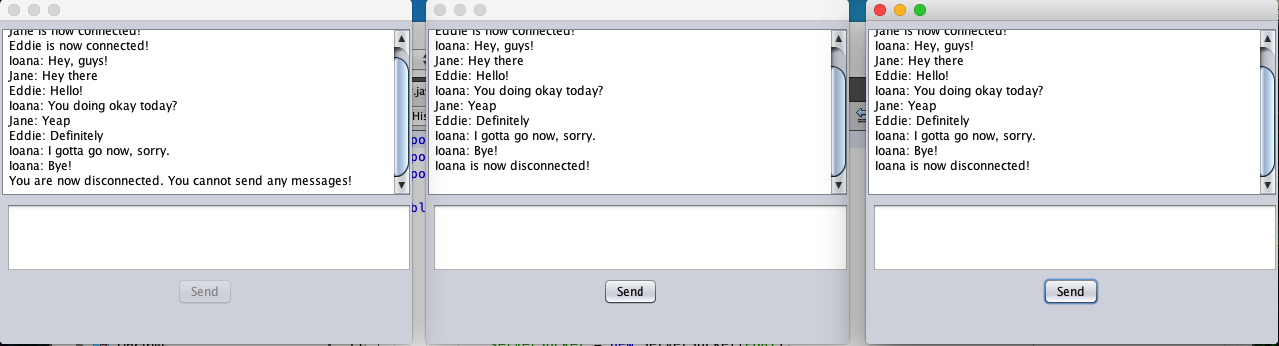 Jane is now connected!
Eddie is now connected!
Ioana: Hey, guys!
Jane: Hey there
Eddie: Hello!
Ioana: You doing okay today?
Jane: Yeap
Eddie: Definitely
Ioana: I gotta go now, sorry.
Ioana: Bye!
You are now disconnected. You cannot send any messages!
Send
Eddie is now connected!
Ioana: Hey, guys!
Jane: Hey there
Eddie: Hello!
Ioana: You doing okay today?
Jane: Yeap
Eddie: Definitely
Ioana: I gotta go now, sorry.
Ioana: Bye!
Ioana is now disconnected!
Send
Jane is now connected!
Ioana: Hey, guys!
Jane: Hey there
Eddie: Hello!
Ioana: You doing okay today?
Jane: Yeap
Eddie: Definitely
Ioana: I gotta go now, sorry.
Ioana: Bye!
Ioana is now disconnected!
Send